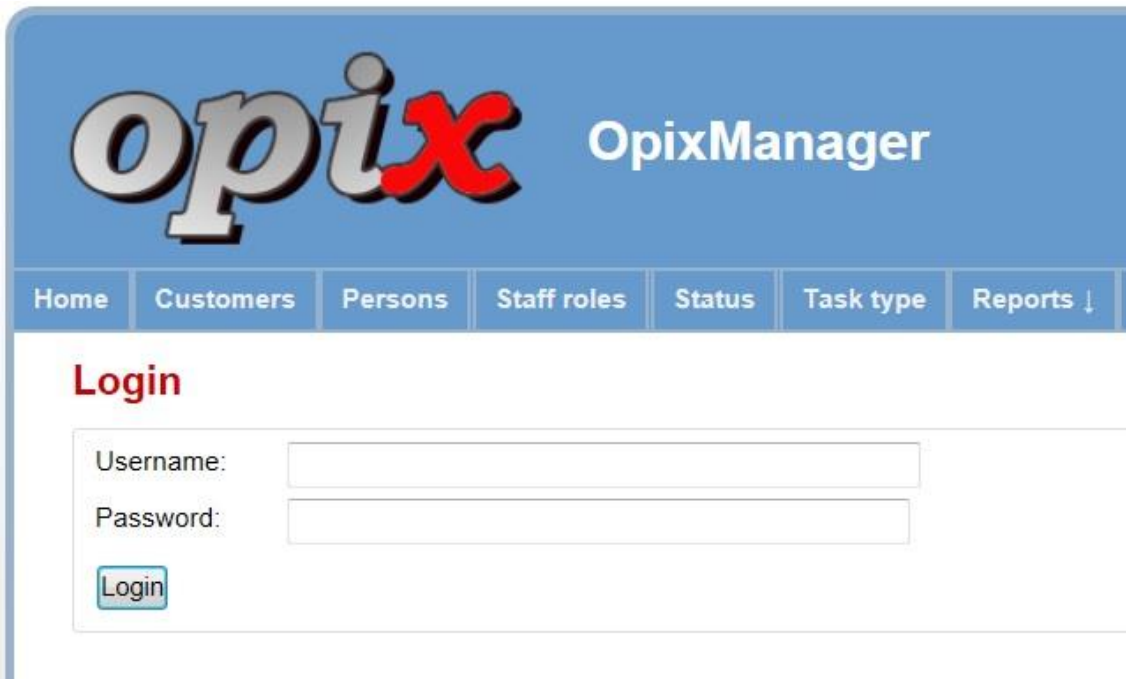 opix
OpixManager
Home Customers Persons Staff roles Status Task type Reports ↓
Login
Username:
Password:
Login